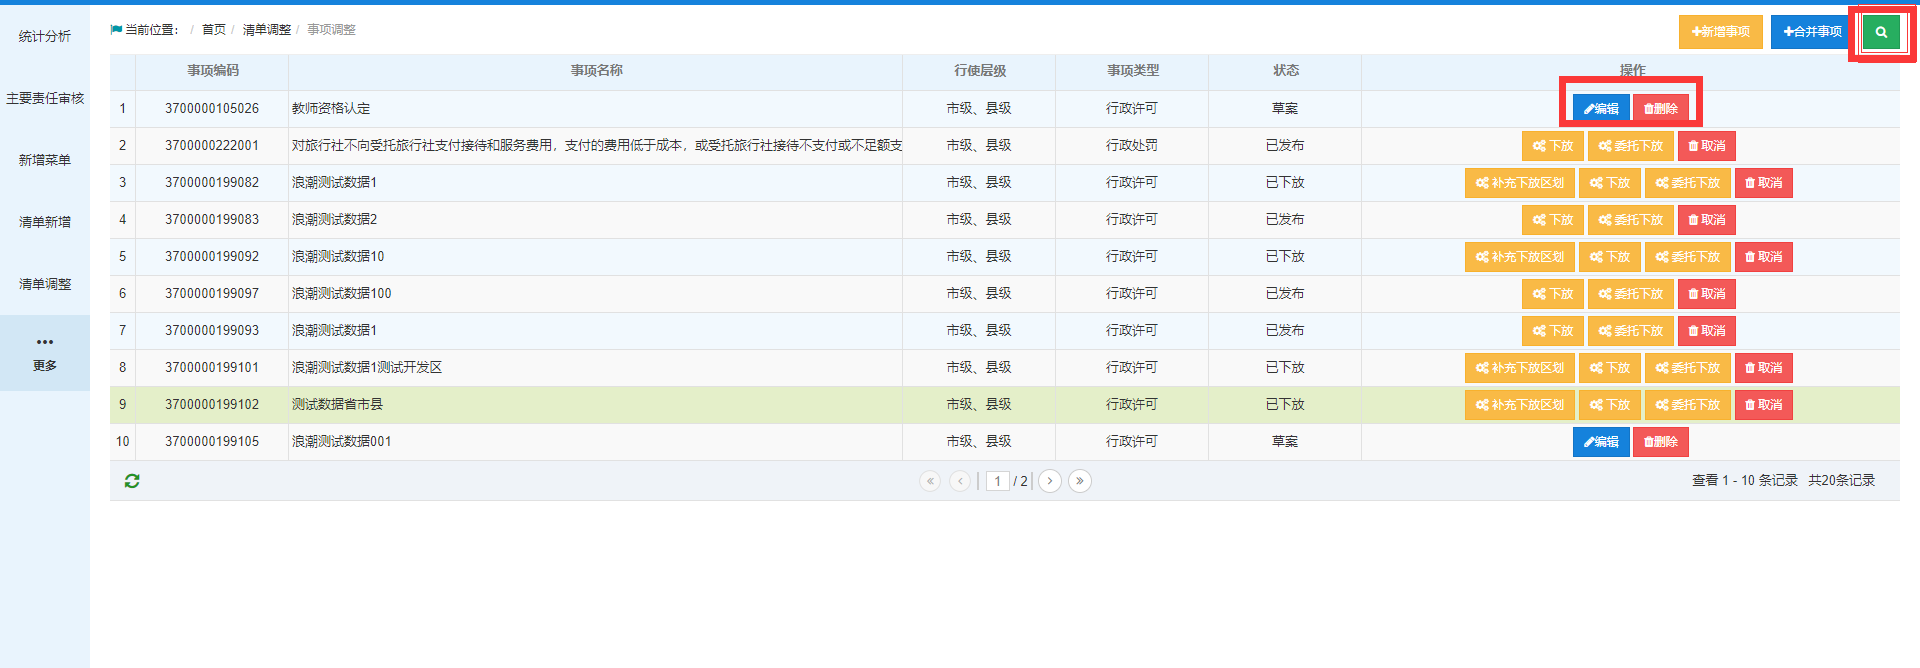 统计分析
主要责任审核
新增菜单
清单新增
清单调整
更多
当前位置： / 首页 / 清单调整 / 事项调整
新增事项 合并事项
事项编码 事项名称 行使层级 事项类型 状态 操作
1 3700000105026 教师资格认定 市级、县级 行政许可 草案 编辑 删除
2 3700000222001 对旅行社不向受托旅行社支付接待和服务费用，支付的费用低于成本，或受托旅行社接待不支付或不足额支 市级、县级 行政处罚 已发布 下放 委托下放 取消
3 3700000199082 浪潮测试数据1 市级、县级 行政许可 已下放 补充下放区划 下放 委托下放 取消
4 3700000199083 浪潮测试数据2 市级、县级 行政许可 已发布 下放 委托下放 取消
5 3700000199092 浪潮测试数据10 市级、县级 行政许可 已下放 补充下放区划 下放 委托下放 取消
6 3700000199097 浪潮测试数据100 市级、县级 行政许可 已发布 下放 委托下放 取消
7 3700000199093 浪潮测试数据1 市级、县级 行政许可 已发布 下放 委托下放 取消
8 3700000199101 浪潮测试数据1测试开发区 市级、县级 行政许可 已下放 补充下放区划 下放 委托下放 取消
9 3700000199102 测试数据省市县 市级、县级 行政许可 已下放 补充下放区划 下放 委托下放 取消
10 3700000199105 浪潮测试数据001 市级、县级 行政许可 草案 编辑 删除
1 / 2 查看 1 - 10 条记录 共20条记录